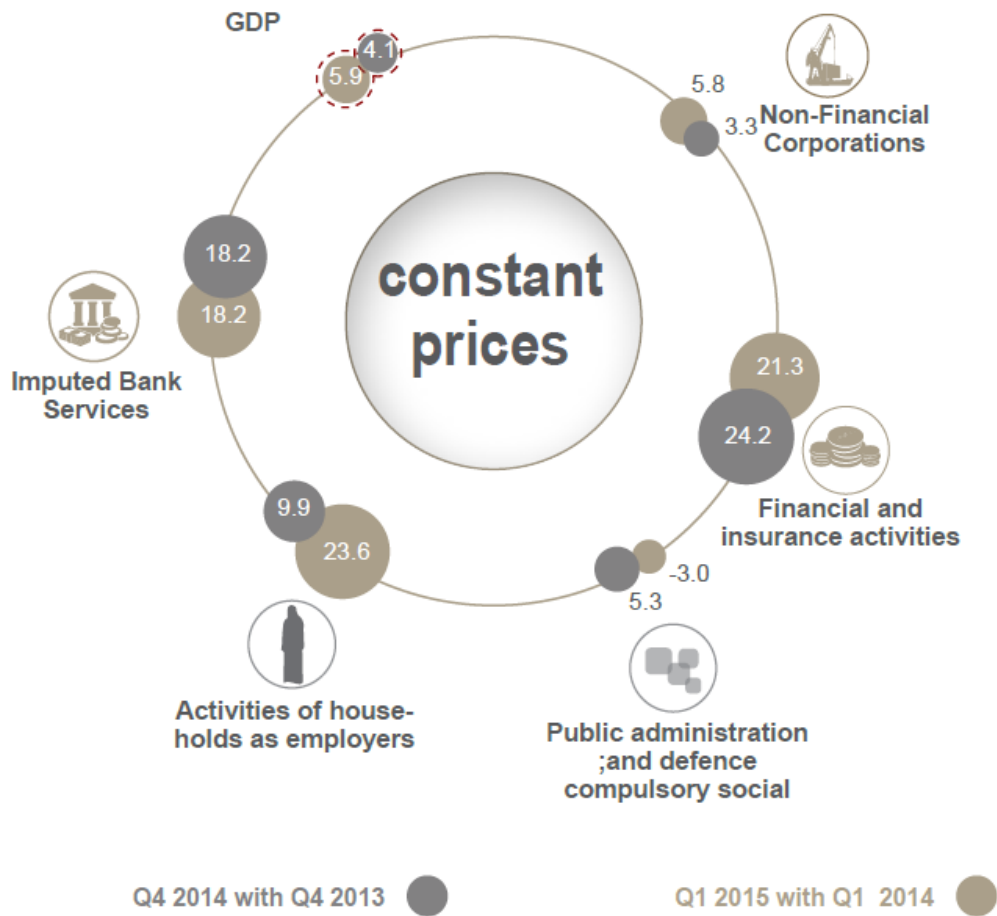 GDP
4.1
5.9
5.8
3.3
Non-Financial
Corporations
constant
prices
18.2
18.2
Imputed Bank
Services
21.3
24.2
Financial and
insurance activities
9.9
23.6
Activities of house-
holds as employers
-3.0
5.3
Public administration
;and defence
compulsory social
Q4 2014 with Q4 2013
Q1 2015 with Q1 2014